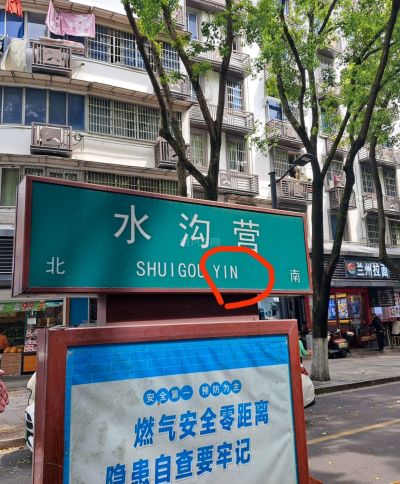 水沟营
北 SHUIGOU YIN 南
兰州拉面
安全第一 预防为主
燃气安全零距离
隐患自查要牢记